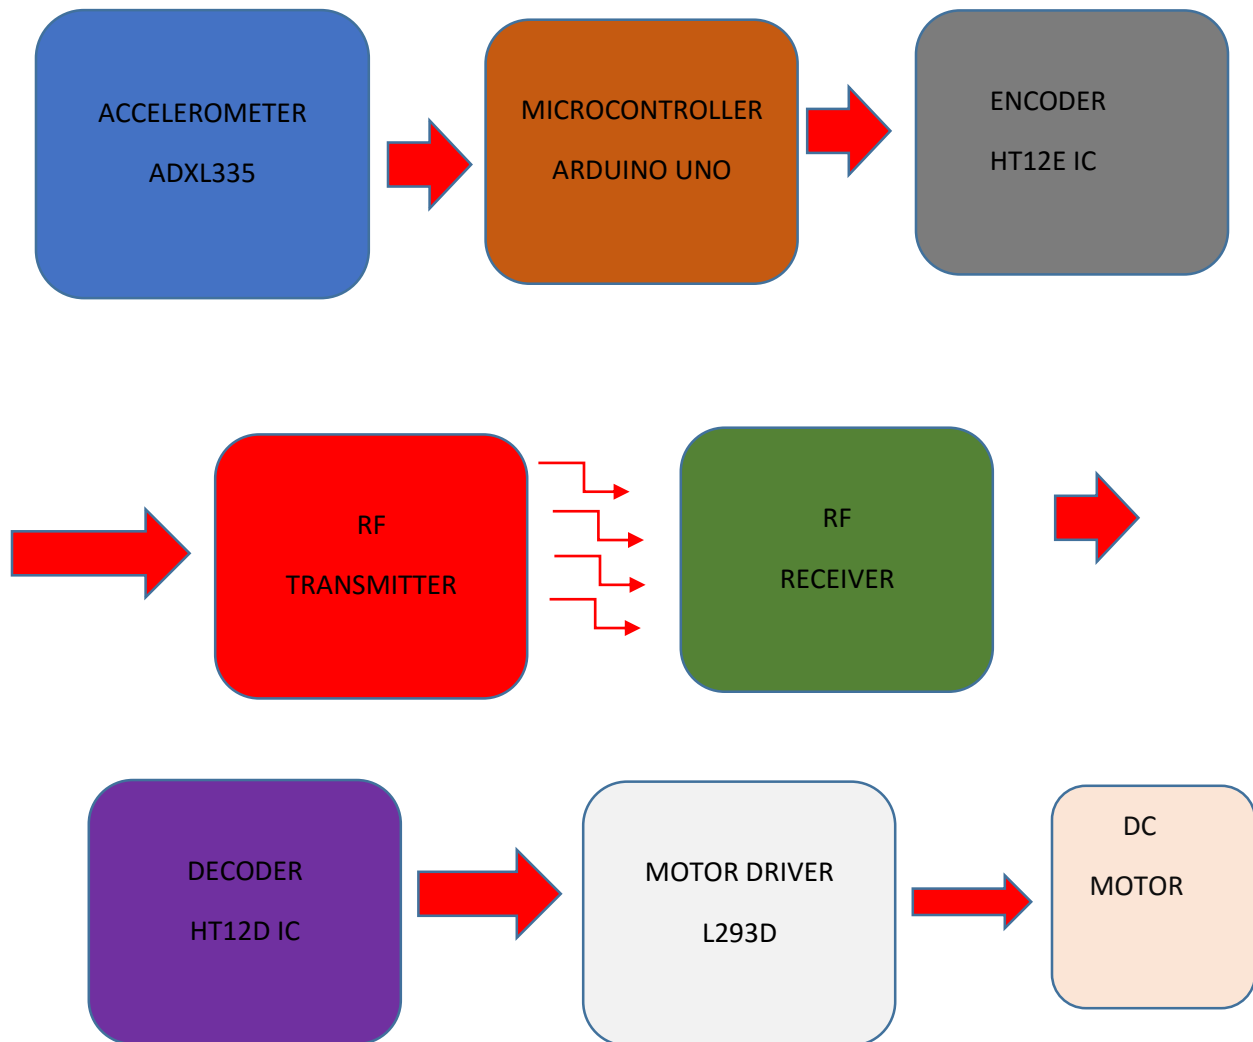 ACCELEROMETER
ADXL335
MICROCONTROLLER
ARDUINO UNO
ENCODER
HT12E IC
RF
TRANSMITTER
RF
RECEIVER
DECODER
HT12D IC
MOTOR DRIVER
L293D
DC
MOTOR